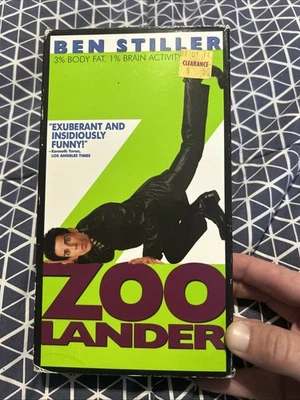 BEN STILLER
3% BODY FAT. 1% BRAIN ACTIVITY
CLEARANCE
$
"EXUBERANT AND
INSIDIOUSLY
FUNNY!"
-Kenneth Turan,
LOS ANGELES TIMES
ZOO
LANDER